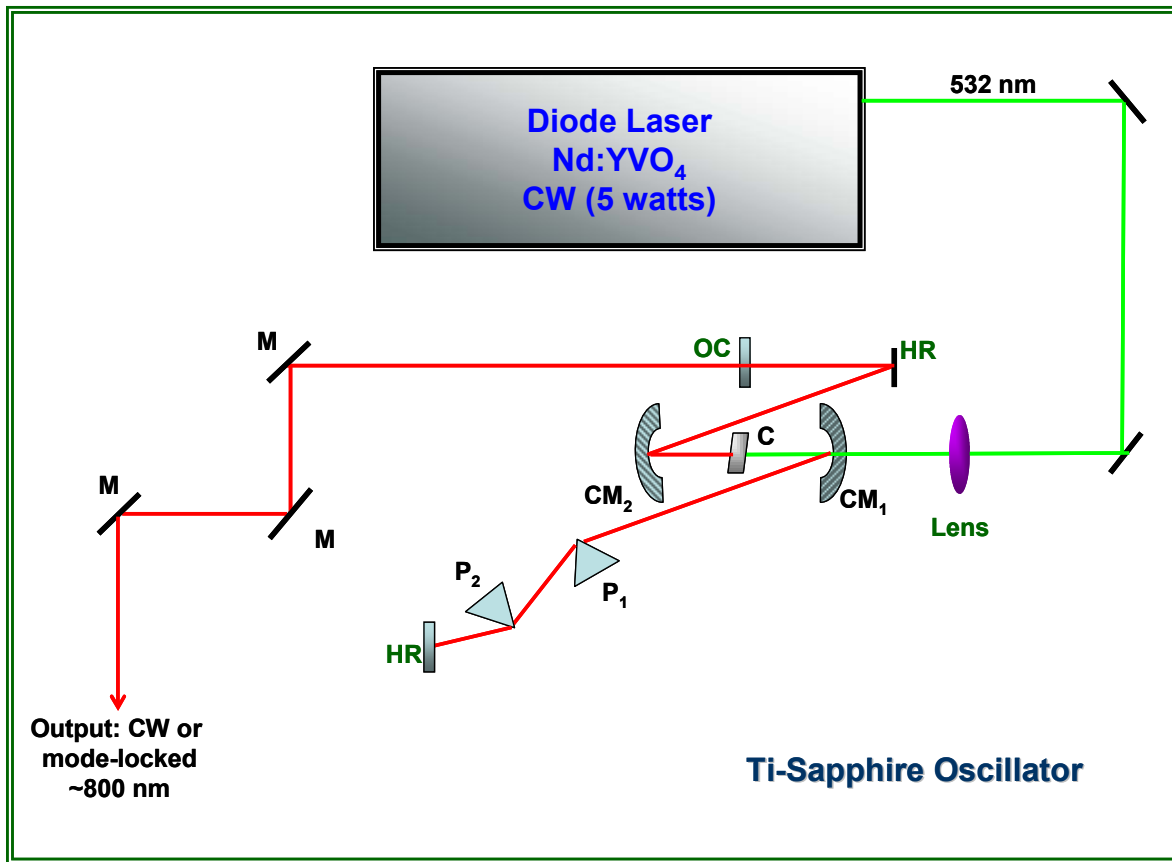 532 nm
Diode Laser
Nd:YVO₄
CW (5 watts)
M
OC
HR
C
CM₂
CM₁
M
M
Lens
P₂
P₁
HR
Output: CW or
mode-locked
~800 nm
Ti-Sapphire Oscillator